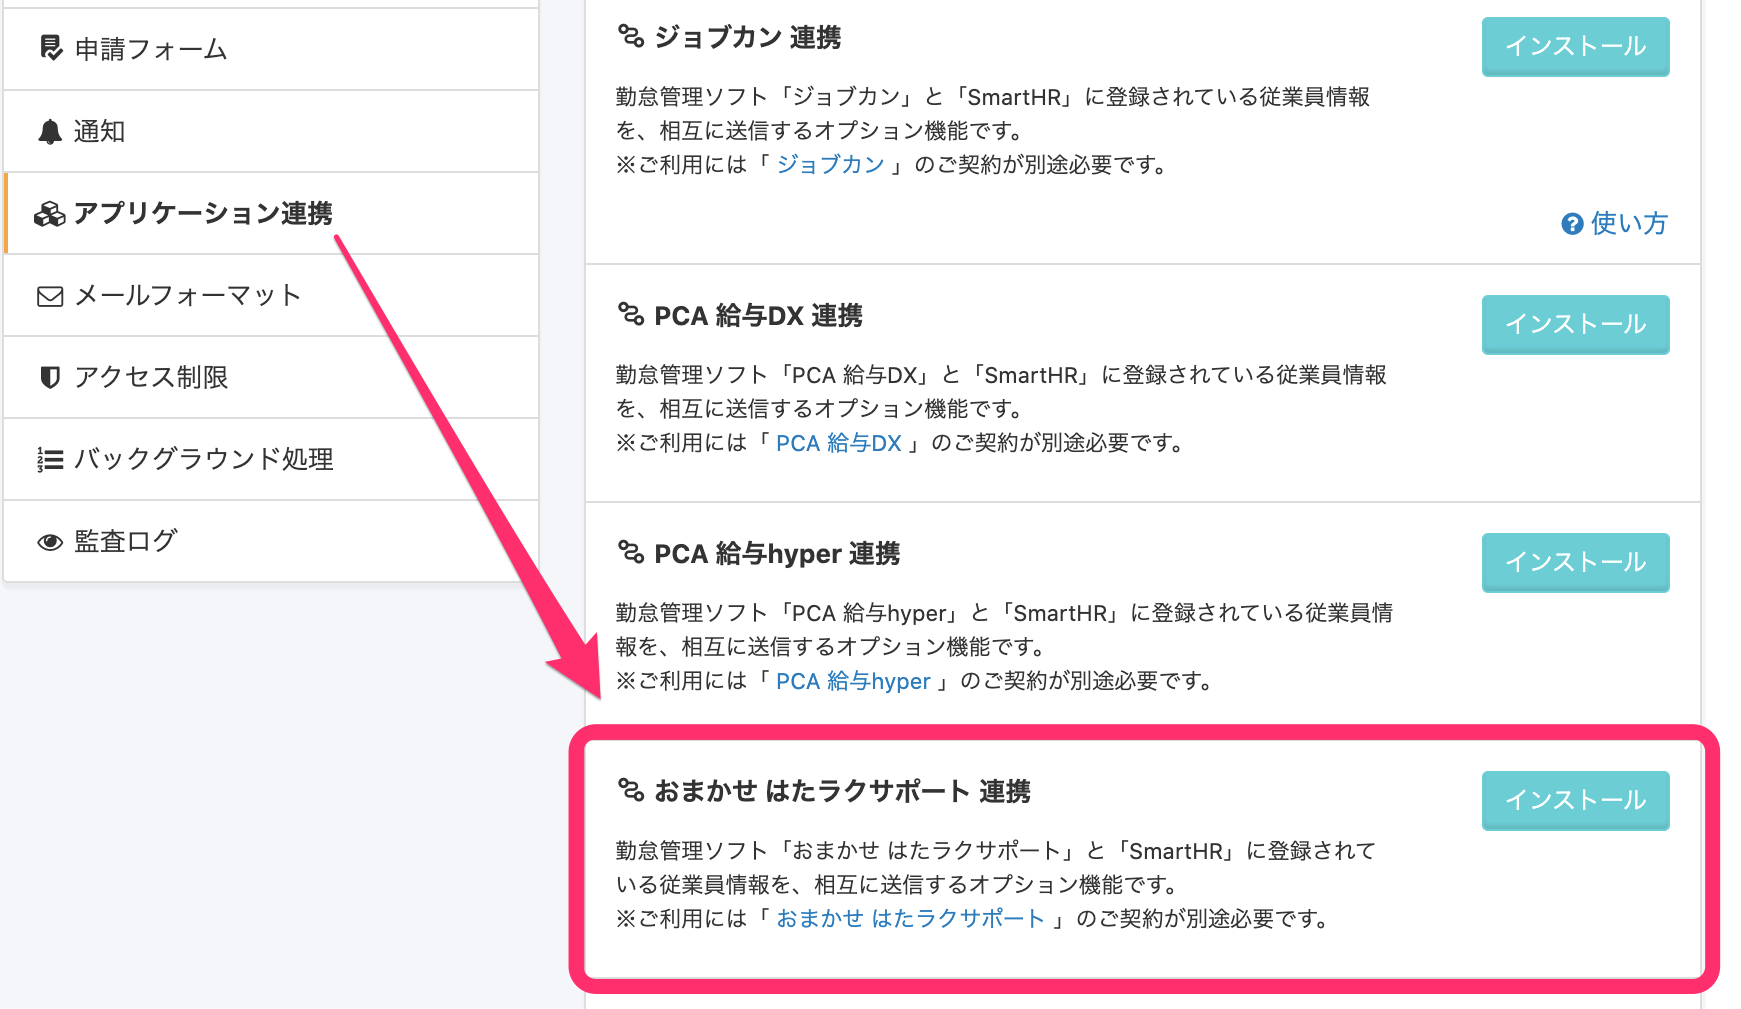 申請フォーム
通知
アプリケーション連携
メールフォーマット
アクセス制限
バックグラウンド処理
監査ログ
ジョブカン 連携
インストール
勤怠管理ソフト「ジョブカン」と「SmartHR」に登録されている従業員情報
を、相互に送信するオプション機能です。
※ご利用には「 ジョブカン 」のご契約が別途必要です。
使い方
PCA 給与DX 連携
インストール
勤怠管理ソフト「PCA 給与DX」と「SmartHR」に登録されている従業員情報
を、相互に送信するオプション機能です。
※ご利用には「 PCA 給与DX 」のご契約が別途必要です。
PCA 給与hyper 連携
インストール
勤怠管理ソフト「PCA 給与hyper」と「SmartHR」に登録されている従業員情
報を、相互に送信するオプション機能です。
※ご利用には「 PCA 給与hyper 」のご契約が別途必要です。
おまかせ はたラクサポート 連携
インストール
勤怠管理ソフト「おまかせ はたラクサポート」と「SmartHR」に登録されて
いる従業員情報を、相互に送信するオプション機能です。
※ご利用には「 おまかせ はたラクサポート 」のご契約が別途必要です。